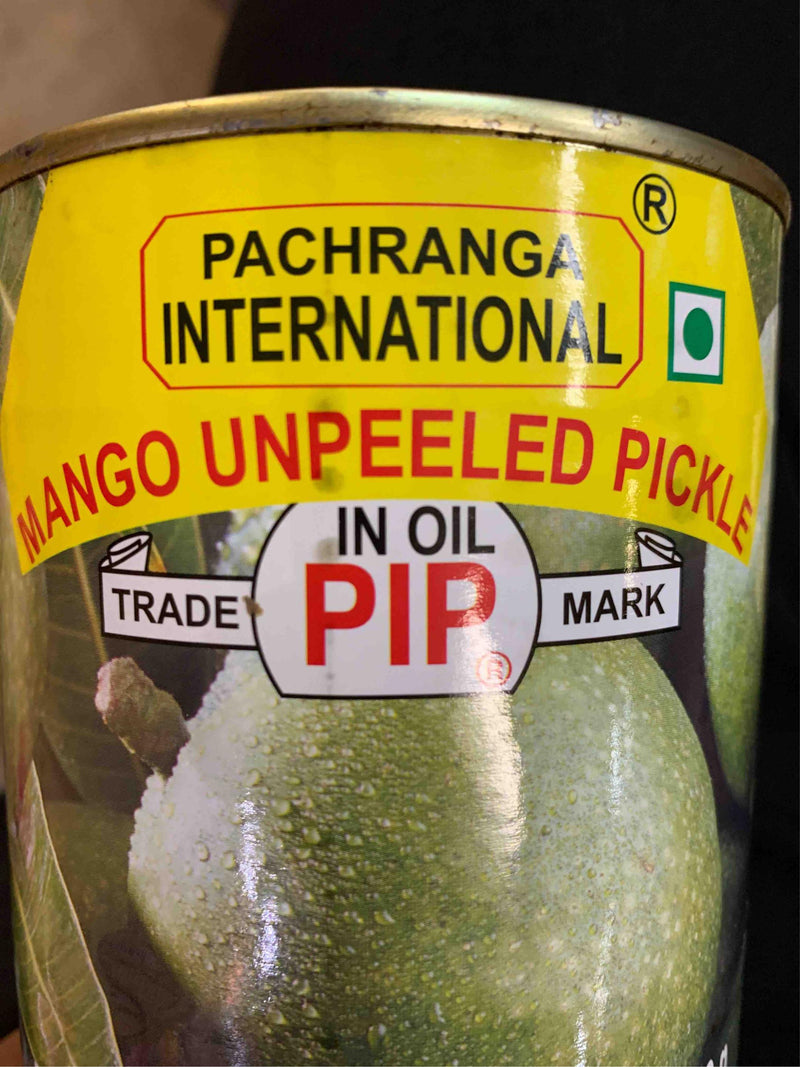 ®
PACHRANGA
INTERNATIONAL
MANGO UNPEELED PICKLE
IN OIL
TRADE PIP MARK
®